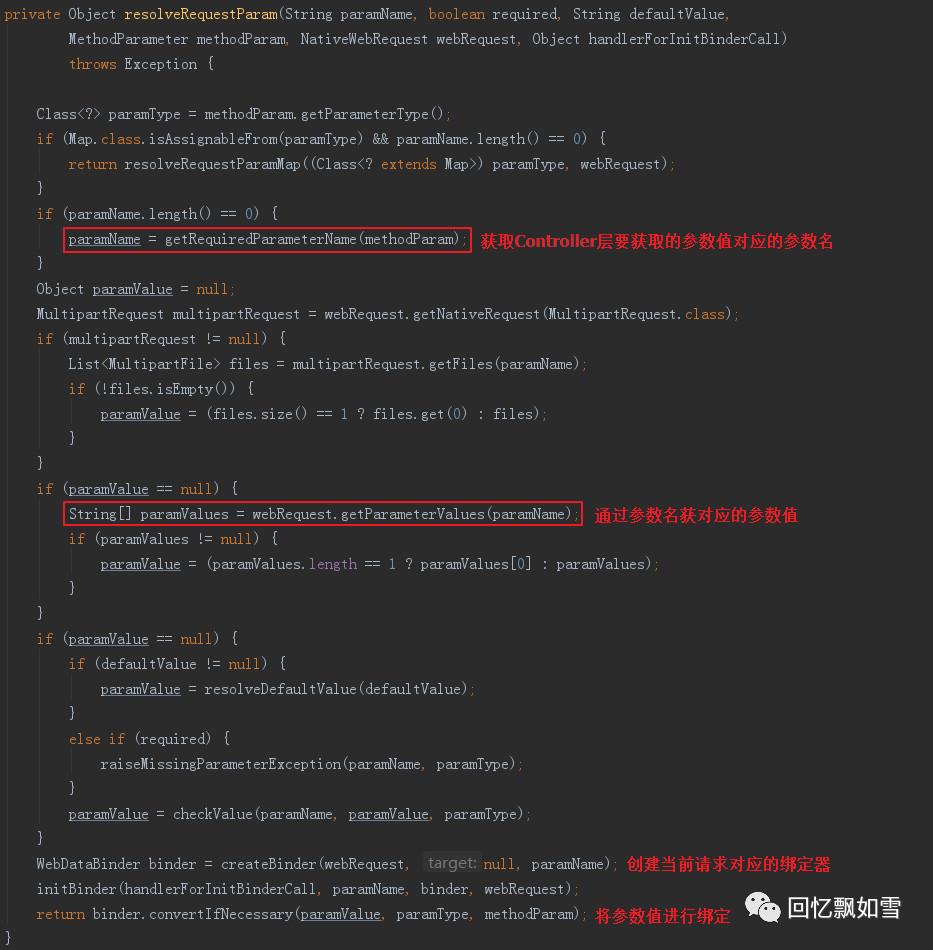 private Object resolveRequestParam(String paramName, boolean required, String defaultValue,
MethodParameter methodParam, NativeWebRequest webRequest, Object handlerForInitBinderCall)
throws Exception {
Class<?> paramType = methodParam.getParameterType();
if (Map.class.isAssignableFrom(paramType) && paramName.length() == 0) {
return resolveRequestParamMap((Class<? extends Map>) paramType, webRequest);
}
if (paramName.length() == 0) {
paramName = getRequiredParameterName(methodParam); 获取Controller层要获取的参数值对应的参数名
}
Object paramValue = null;
MultipartRequest multipartRequest = webRequest.getNativeRequest(MultipartRequest.class);
if (multipartRequest != null) {
List<MultipartFile> files = multipartRequest.getFiles(paramName);
if (!files.isEmpty()) {
paramValue = (files.size() == 1 ? files.get(0) : files);
}
}
if (paramValue == null) {
String[] paramValues = webRequest.getParameterValues(paramName); 通过参数名获对应的参数值
if (paramValues != null) {
paramValue = (paramValues.length == 1 ? paramValues[0] : paramValues);
}
}
if (paramValue == null) {
if (defaultValue != null) {
paramValue = resolveDefaultValue(defaultValue);
}
else if (required) {
raiseMissingParameterException(paramName, paramType);
}
paramValue = checkValue(paramName, paramValue, paramType);
}
WebDataBinder binder = createBinder(webRequest, target: null, paramName); 创建当前请求对应的绑定器
initBinder(handlerForInitBinderCall, paramName, binder, webRequest);
return binder.convertIfNecessary(paramValue, paramType, methodParam); 将参数值进行绑定 回忆飘如雪
}